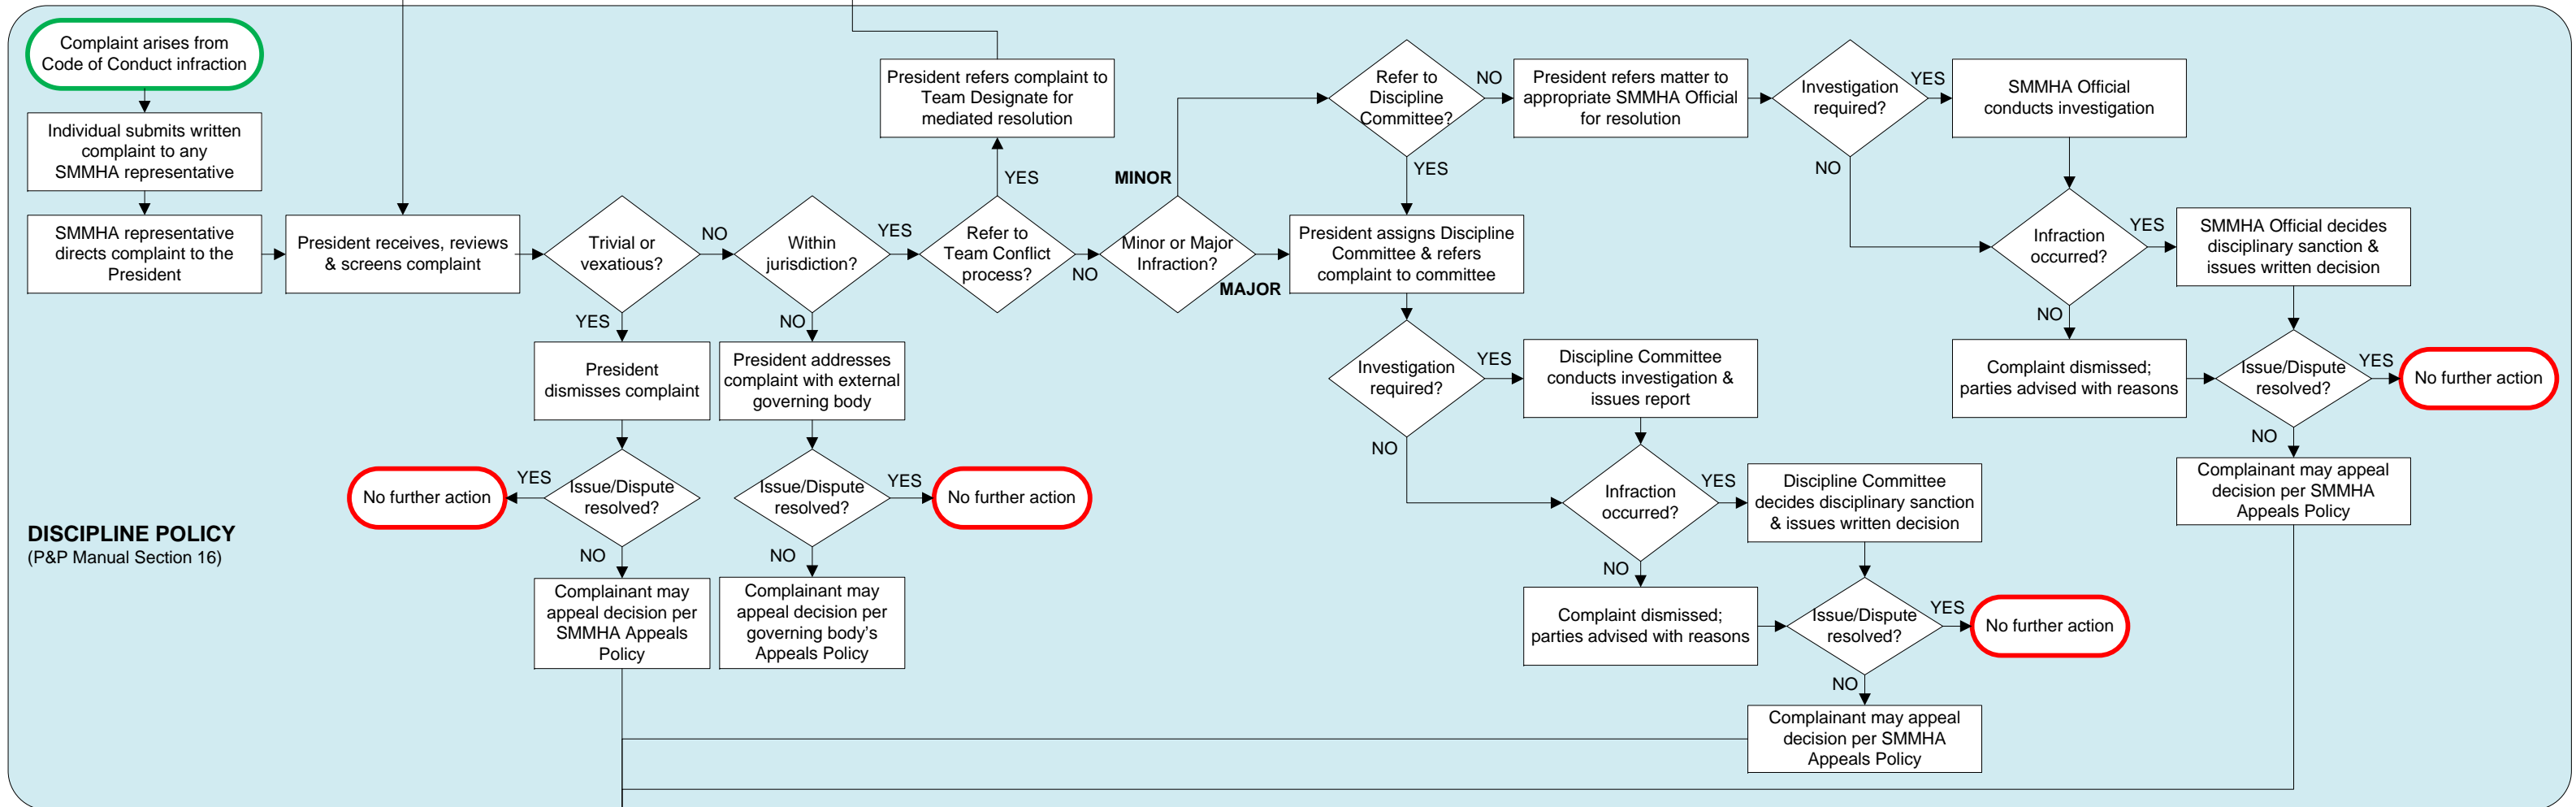 Complaint arises from
Code of Conduct infraction
Individual submits written
complaint to any
SMMHA representative
SMMHA representative
directs complaint to the
President
President receives, reviews
& screens complaint
Trivial or
vexatious?
NO
YES
President
dismisses complaint
Issue/Dispute
resolved?
YES
No further action
NO
Complainant may
appeal decision per
SMMHA Appeals
Policy
Within
jurisdiction?
YES
NO
President addresses
complaint with external
governing body
Issue/Dispute
resolved?
YES
No further action
NO
Complainant may
appeal decision per
governing body's
Appeals Policy
Refer to
Team Conflict
process?
YES
President refers complaint to
Team Designate for
mediated resolution
NO
Minor or Major
Infraction?
MINOR
MAJOR
Refer to
Discipline
Committee?
NO
YES
President refers matter to
appropriate SMMHA Official
for resolution
Investigation
required?
YES
NO
SMMHA Official
conducts investigation
Infraction
occurred?
YES
NO
SMMHA Official decides
disciplinary sanction &
issues written decision
Complaint dismissed;
parties advised with reasons
Issue/Dispute
resolved?
YES
No further action
NO
Complainant may appeal
decision per SMMHA
Appeals Policy
President assigns Discipline
Committee & refers
complaint to committee
Investigation
required?
YES
NO
Discipline Committee
conducts investigation &
issues report
Infraction
occurred?
YES
NO
Discipline Committee
decides disciplinary sanction
& issues written decision
Complaint dismissed;
parties advised with reasons
Issue/Dispute
resolved?
YES
No further action
NO
Complainant may appeal
decision per SMMHA
Appeals Policy
DISCIPLINE POLICY
(P&P Manual Section 16)